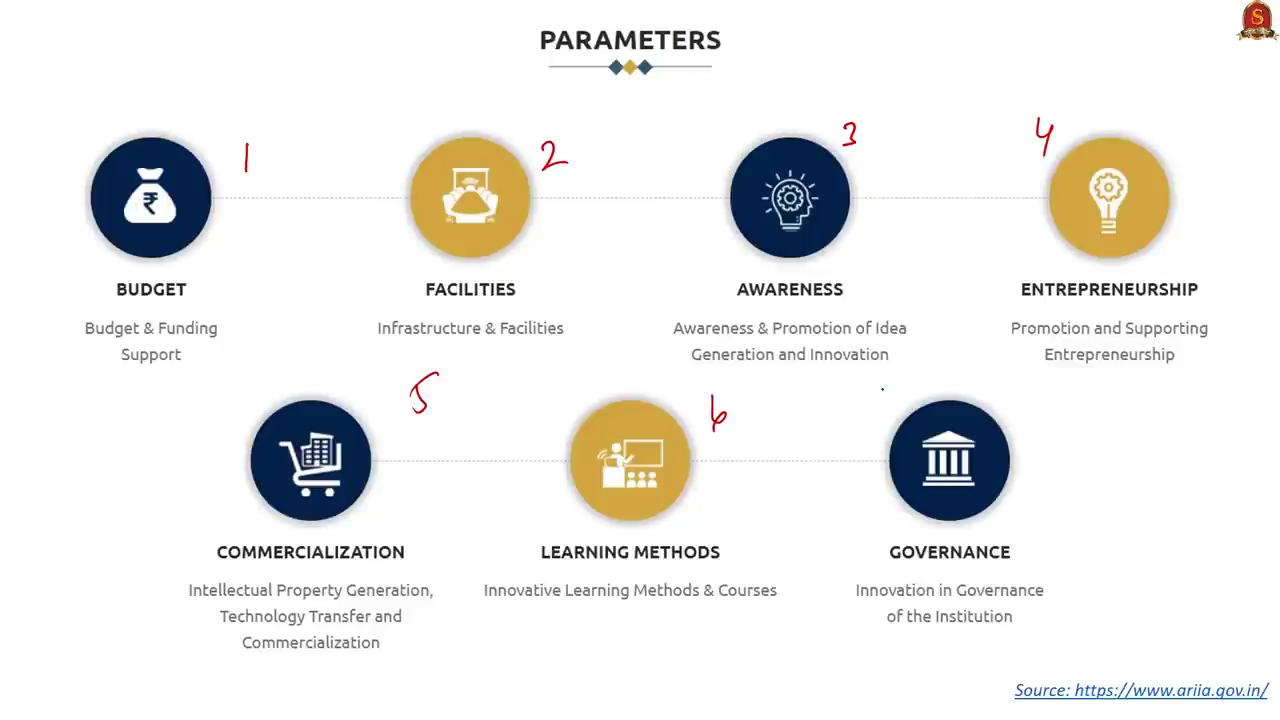 S
PARAMETERS
1
2
3
4
₹
BUDGET
FACILITIES
AWARENESS
ENTREPRENEURSHIP
Budget & Funding
Support
Infrastructure & Facilities
Awareness & Promotion of Idea
Generation and Innovation
Promotion and Supporting
Entrepreneurship
5
6
COMMERCIALIZATION
LEARNING METHODS
GOVERNANCE
Intellectual Property Generation,
Technology Transfer and
Commercialization
Innovative Learning Methods & Courses
Innovation in Governance
of the Institution
Source: https://www.ariia.gov.in/